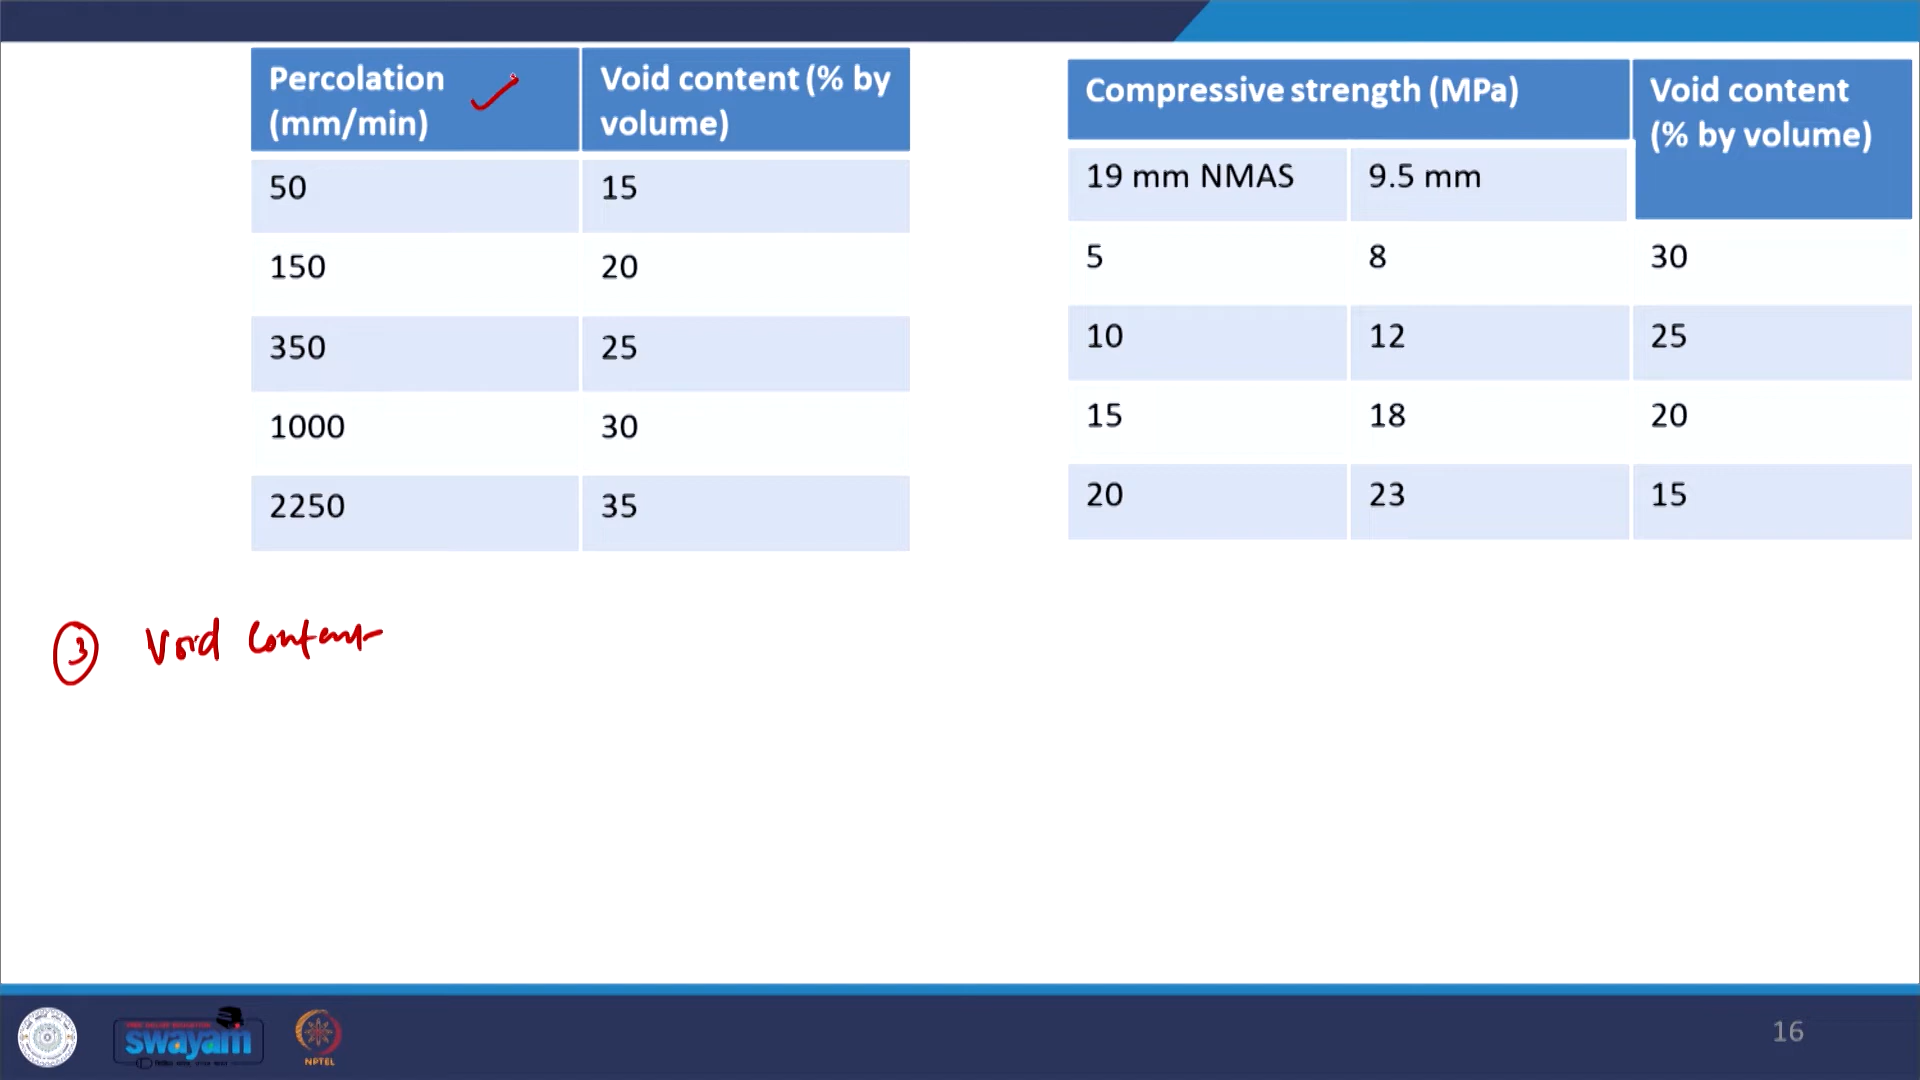 Percolation (mm/min) Void content (% by volume)
50 15
150 20
350 25
1000 30
2250 35
Compressive strength (MPa) Void content (% by volume)
19 mm NMAS 9.5 mm
5 8 30
10 12 25
15 18 20
20 23 15
3 Void Content
swayam
NPTEL
16